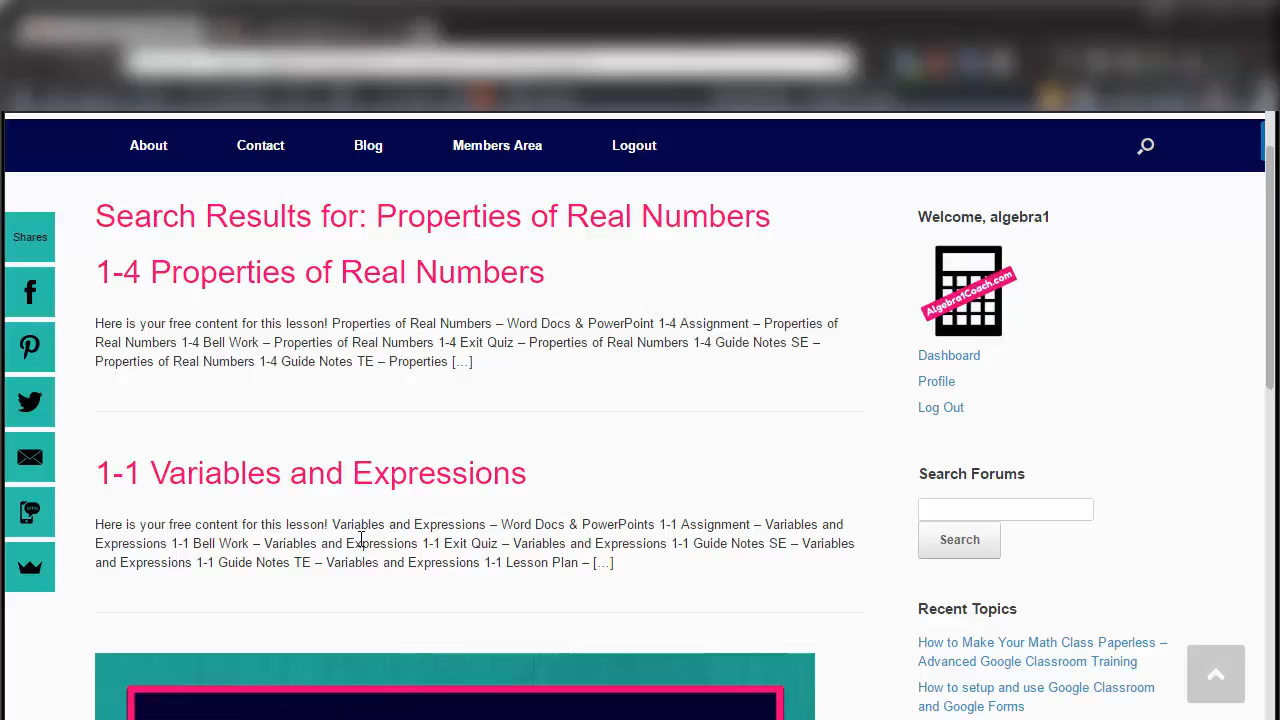 About Contact Blog Members Area Logout
Shares
Search Results for: Properties of Real Numbers
1-4 Properties of Real Numbers
Here is your free content for this lesson! Properties of Real Numbers – Word Docs & PowerPoint 1-4 Assignment – Properties of
Real Numbers 1-4 Bell Work – Properties of Real Numbers 1-4 Exit Quiz – Properties of Real Numbers 1-4 Guide Notes SE –
Properties of Real Numbers 1-4 Guide Notes TE – Properties […]
1-1 Variables and Expressions
Here is your free content for this lesson! Variables and Expressions – Word Docs & PowerPoints 1-1 Assignment – Variables and
Expressions 1-1 Bell Work – Variables and Expressions 1-1 Exit Quiz – Variables and Expressions 1-1 Guide Notes SE – Variables
and Expressions 1-1 Guide Notes TE – Variables and Expressions 1-1 Lesson Plan – […]
Welcome, algebra1
Algebra1Coach.com
Dashboard
Profile
Log Out
Search Forums
Search
Recent Topics
How to Make Your Math Class Paperless –
Advanced Google Classroom Training
How to setup and use Google Classroom
and Google Forms